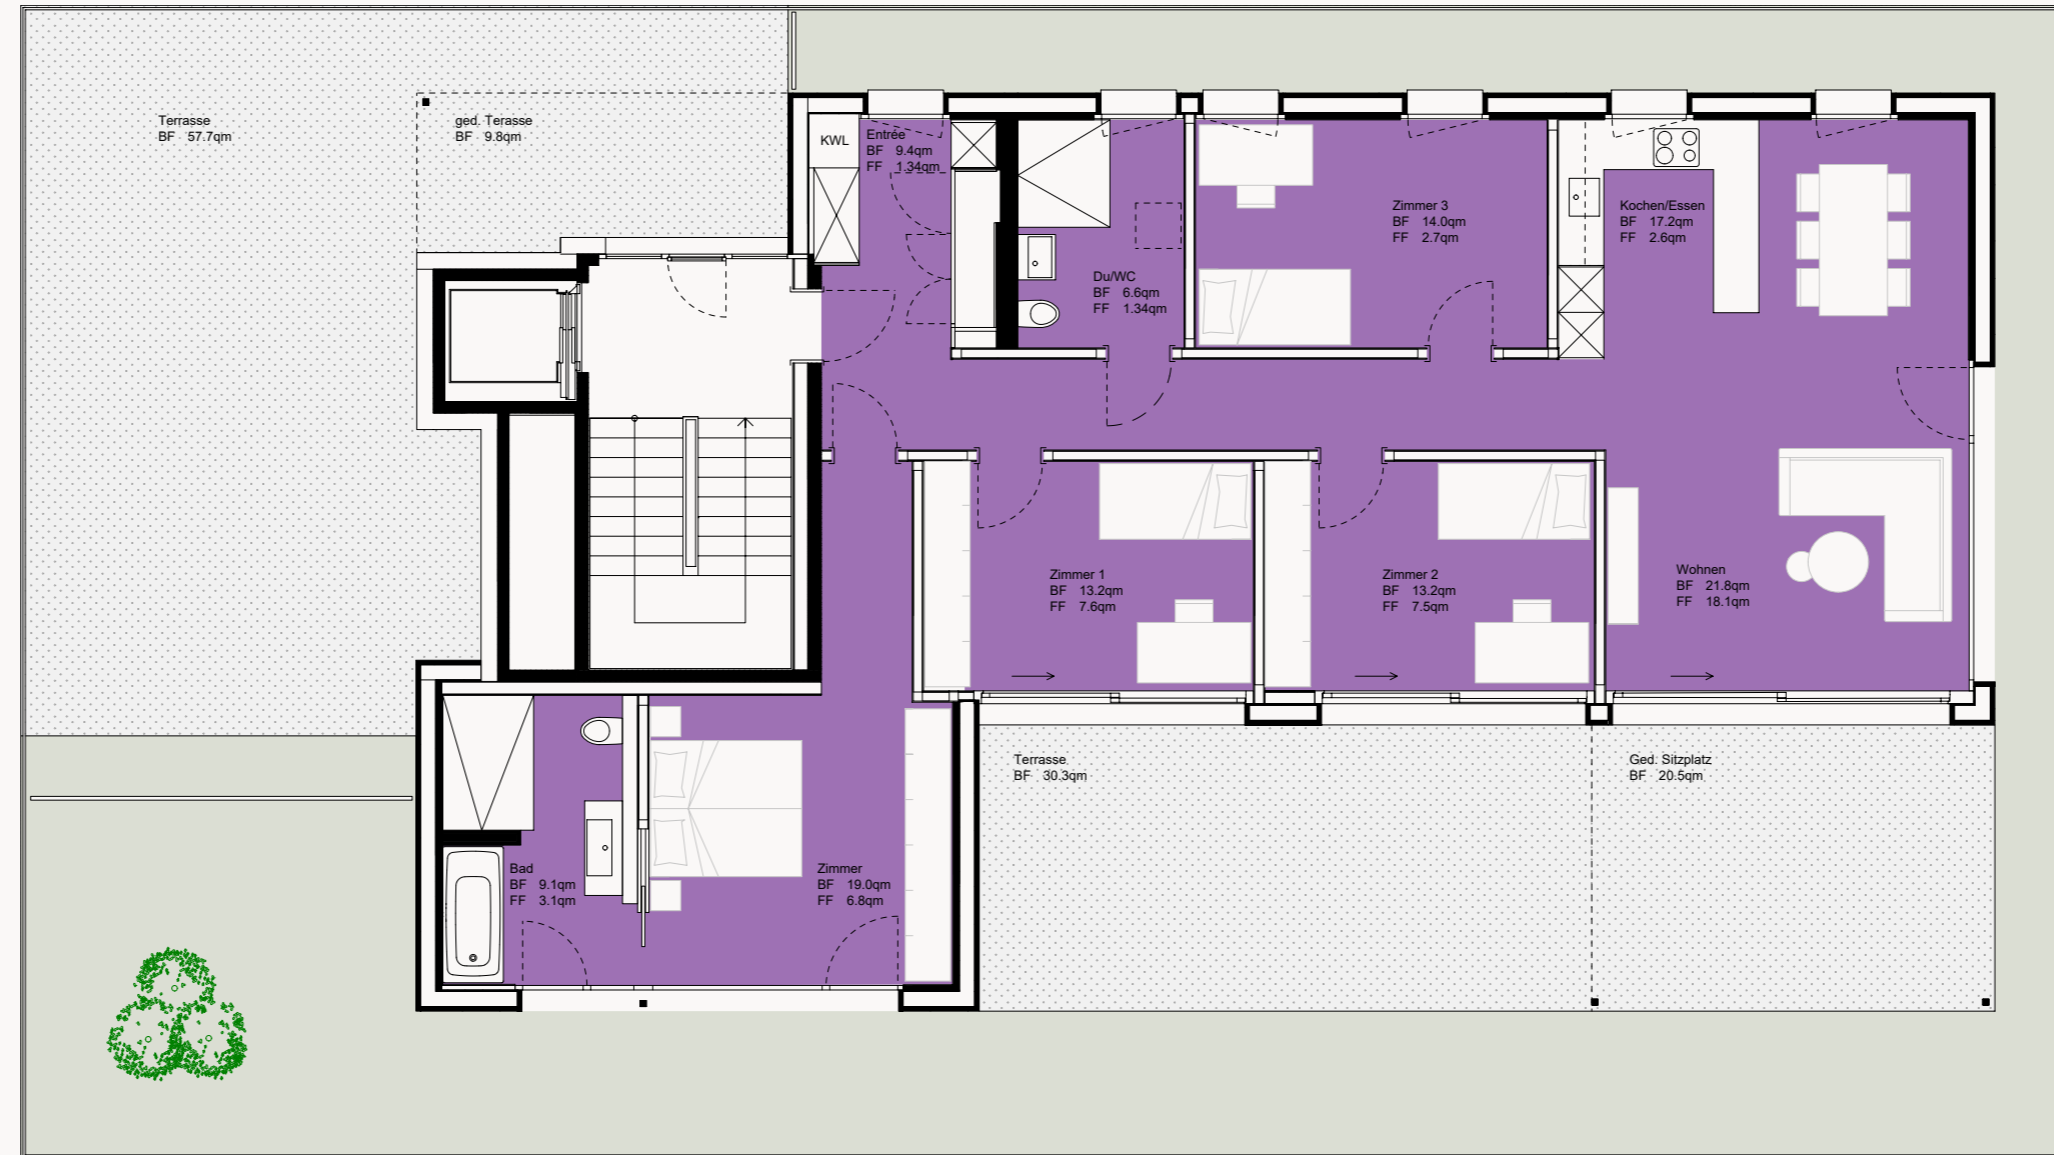 Terrasse
BF 57.7qm
ged. Terasse
BF 9.8qm
KWL
Entrée
BF 9.4qm
FF 1.34qm
Du/WC
BF 6.6qm
FF 1.34qm
Zimmer 3
BF 14.0qm
FF 2.7qm
Kochen/Essen
BF 17.2qm
FF 2.6qm
Zimmer 1
BF 13.2qm
FF 7.6qm
Zimmer 2
BF 13.2qm
FF 7.5qm
Wohnen
BF 21.8qm
FF 18.1qm
Terrasse
BF 30.3qm
Ged. Sitzplatz
BF 20.5qm
Bad
BF 9.1qm
FF 3.1qm
Zimmer
BF 19.0qm
FF 6.8qm